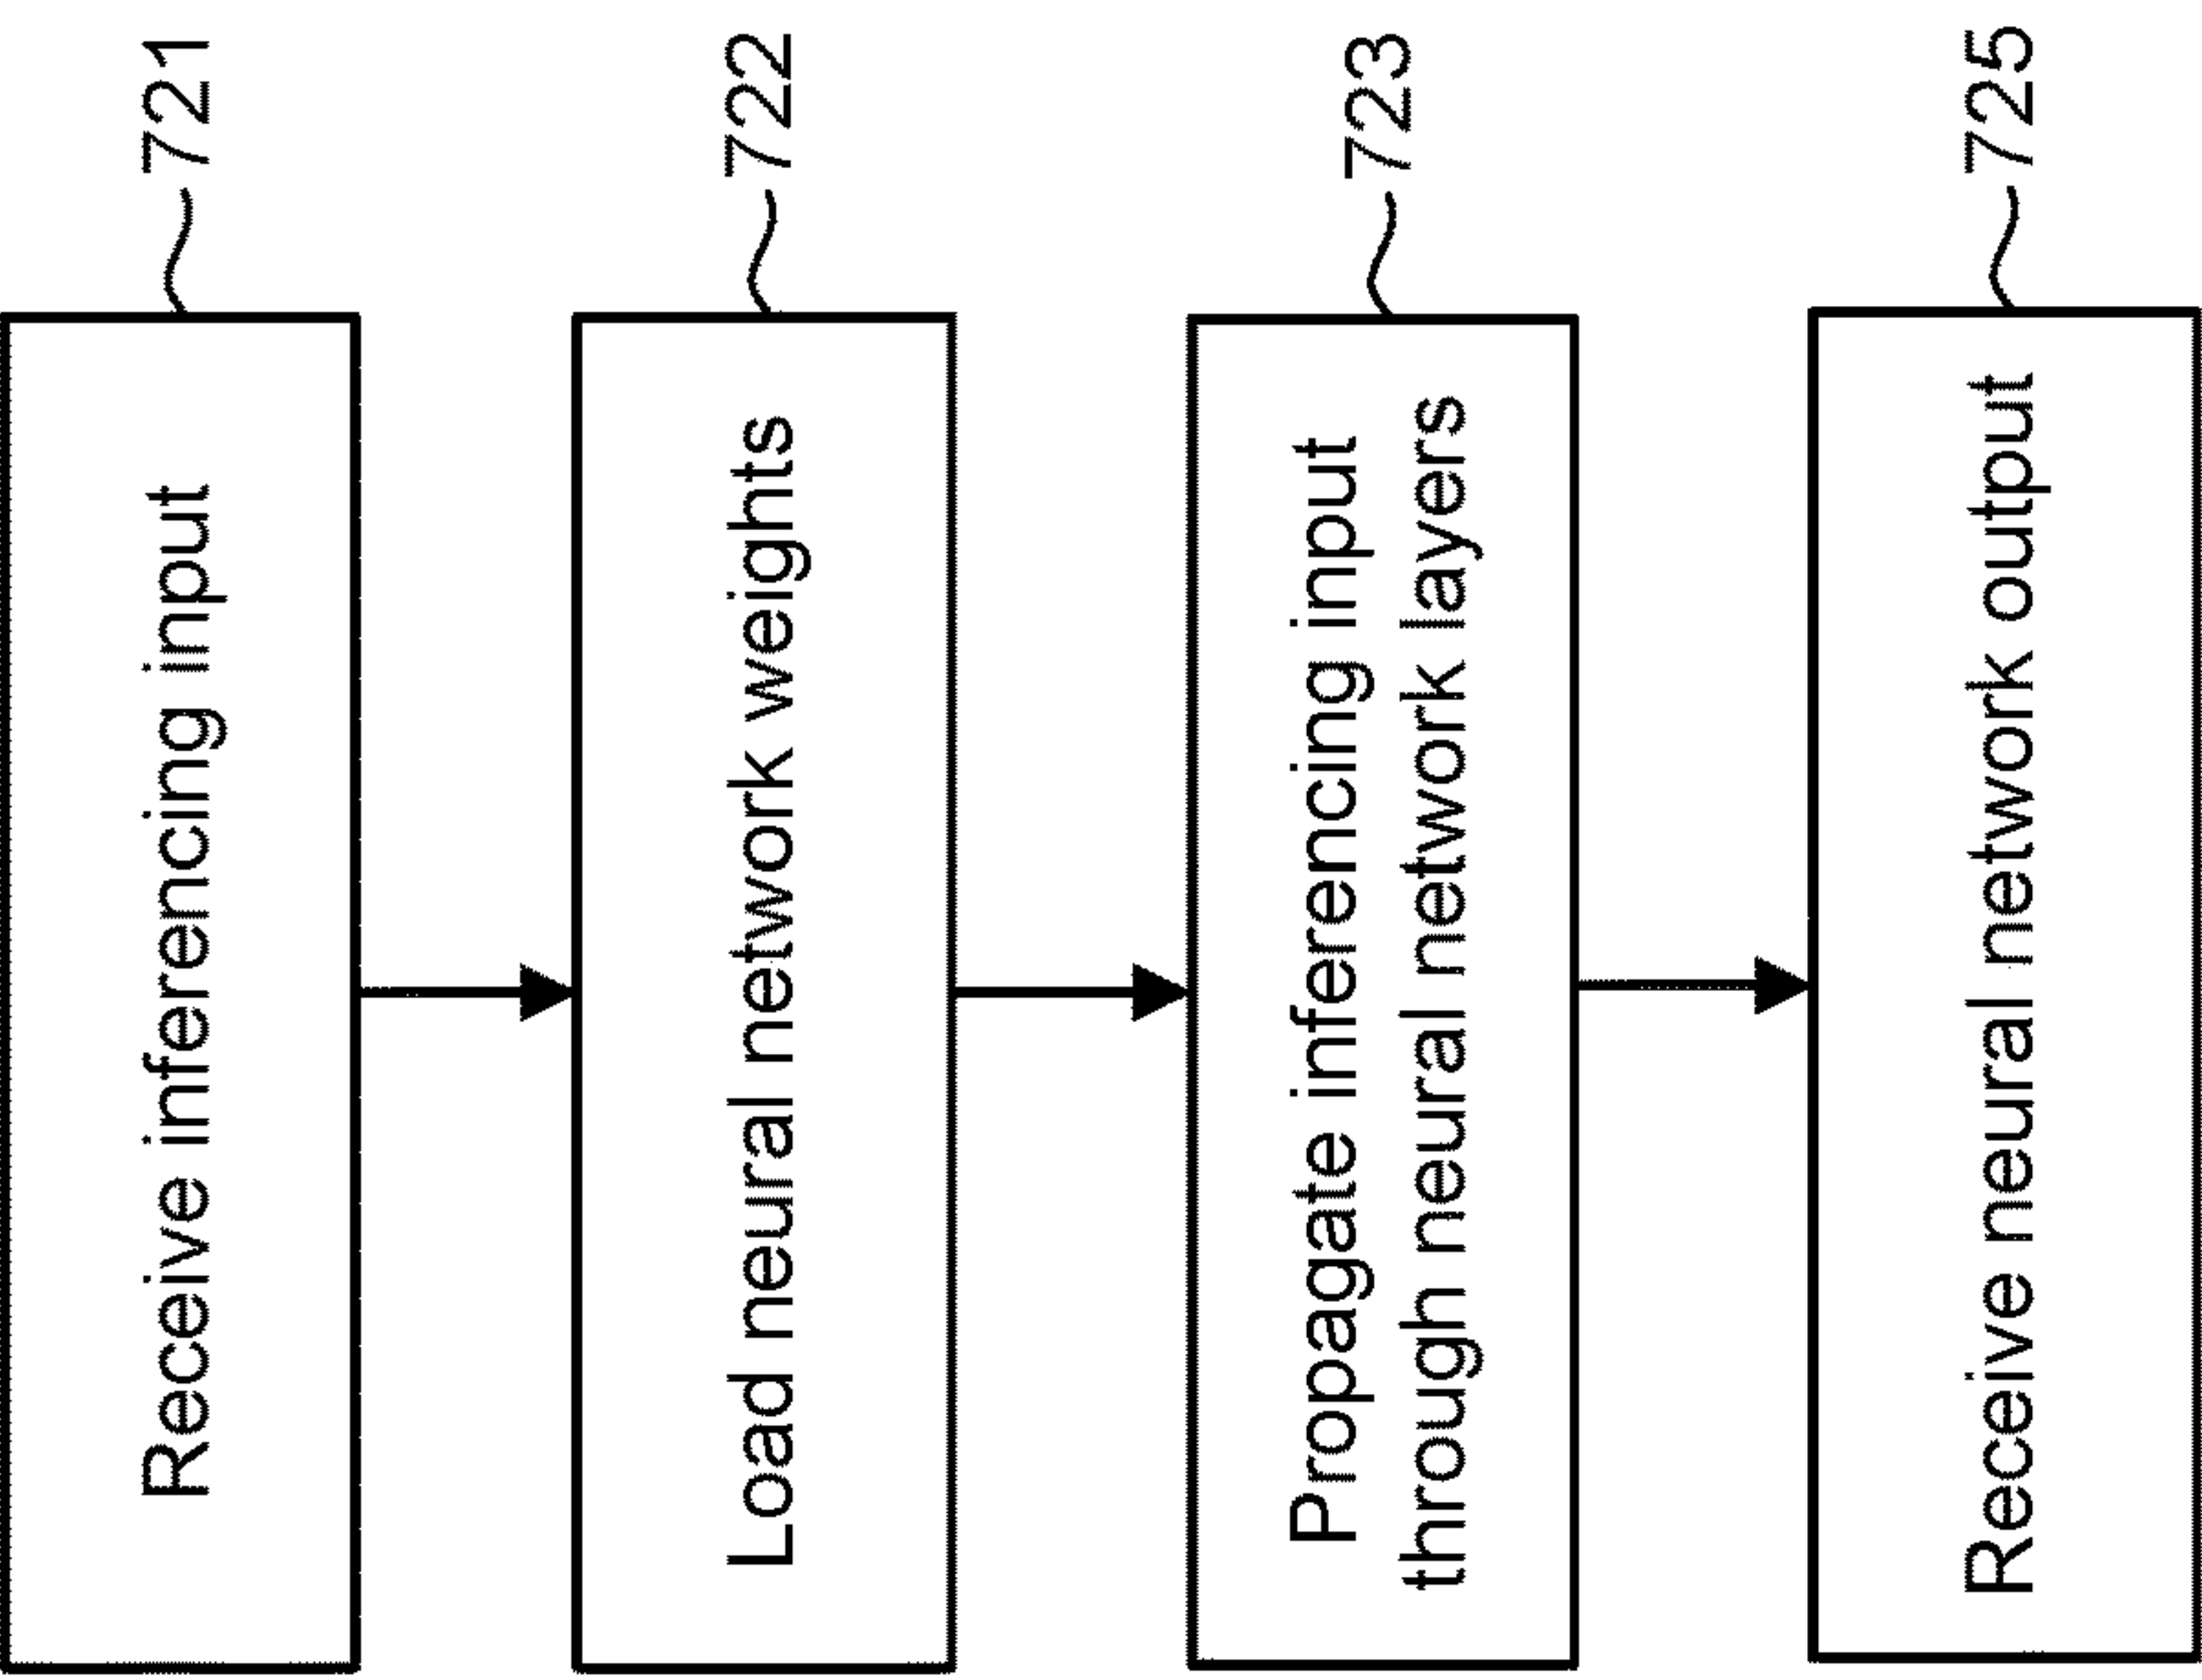 Receive inferencing input
721
Load neural network weights
722
Propagate inferencing input
through neural network layers
723
Receive neural network output
725